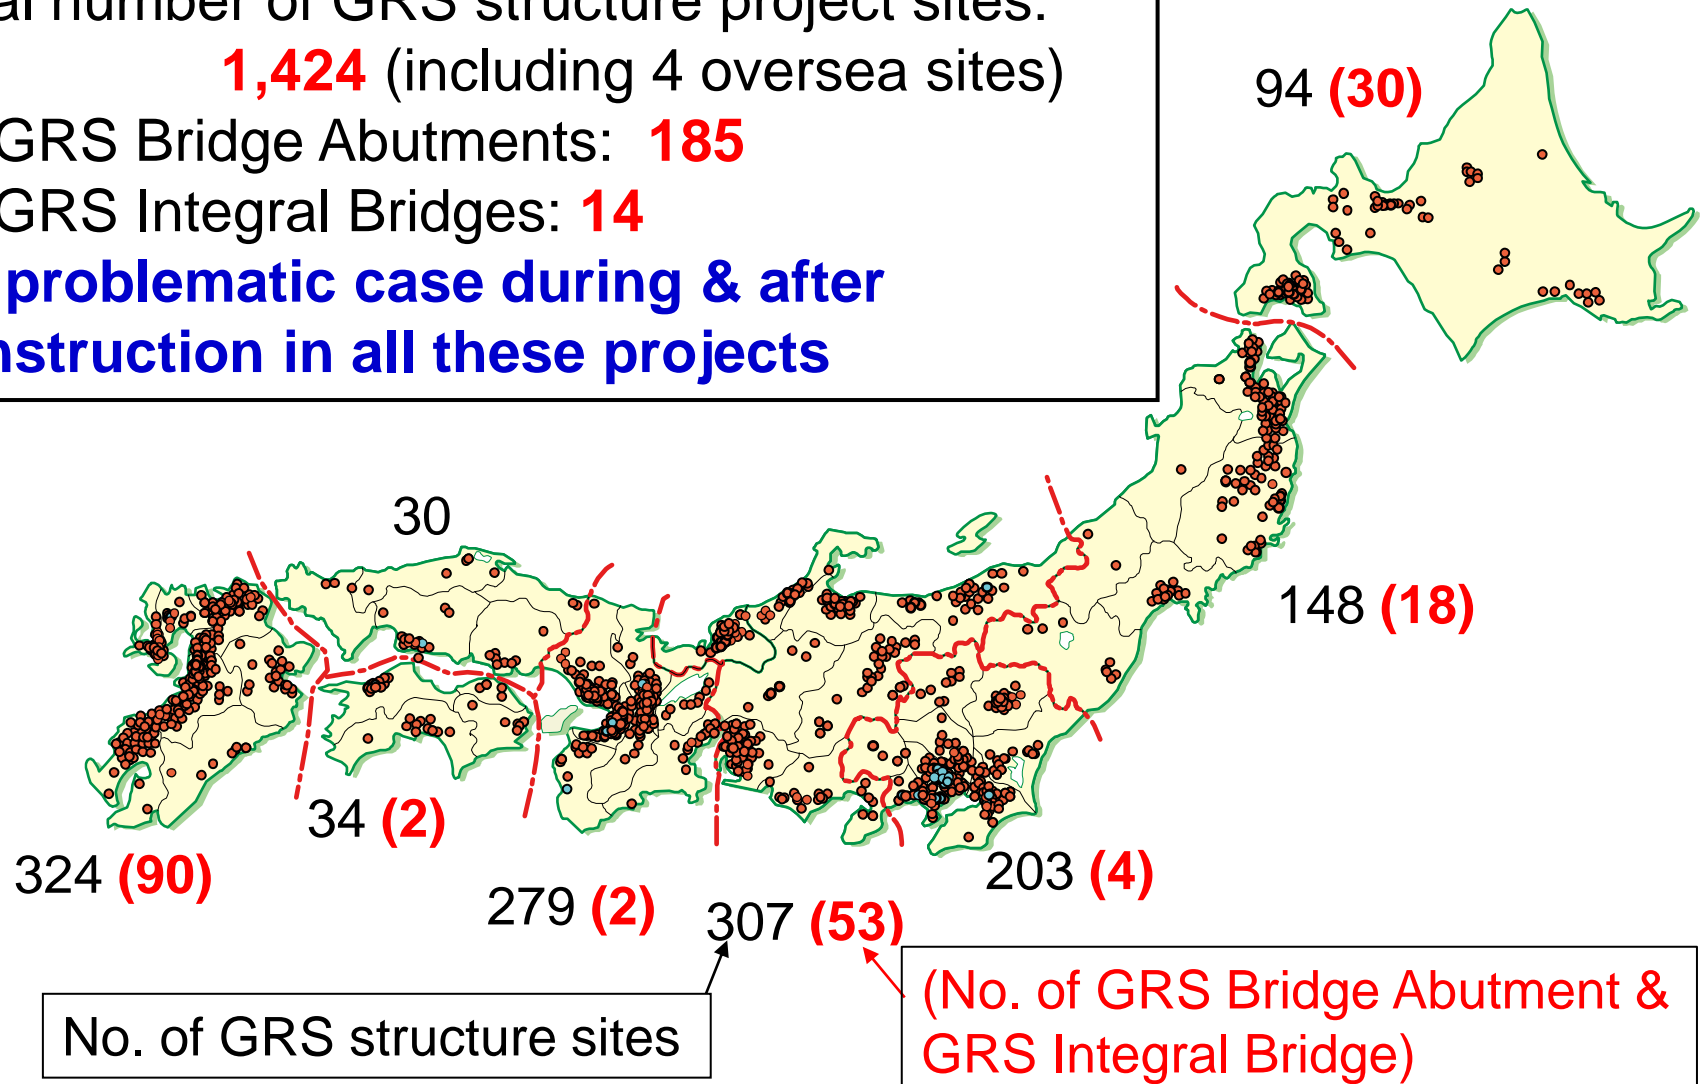 al number of GRS structure project sites:
1,424 (including 4 oversea sites)
GRS Bridge Abutments: 185
GRS Integral Bridges: 14
problematic case during & after
nstruction in all these projects
94 (30)
30
148 (18)
34 (2)
324 (90)
203 (4)
279 (2)
307 (53)
No. of GRS structure sites
(No. of GRS Bridge Abutment &
GRS Integral Bridge)